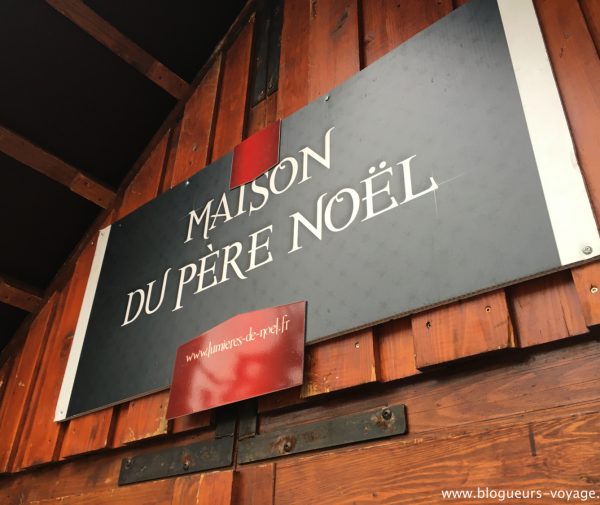 MAISON
DU PÈRE NOËL
www.lumieres-de-noel.fr
www.blogueurs-voyage.